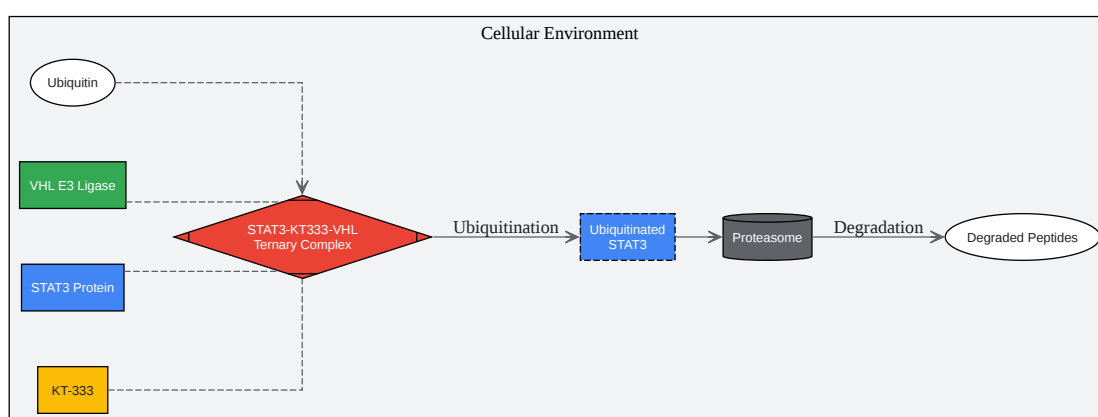 Cellular Environment
Ubiquitin
VHL E3 Ligase
STAT3-KT333-VHL
Ternary Complex
Ubiquitination
Ubiquitinated
STAT3
Proteasome
Degradation
Degraded Peptides
STAT3 Protein
KT-333